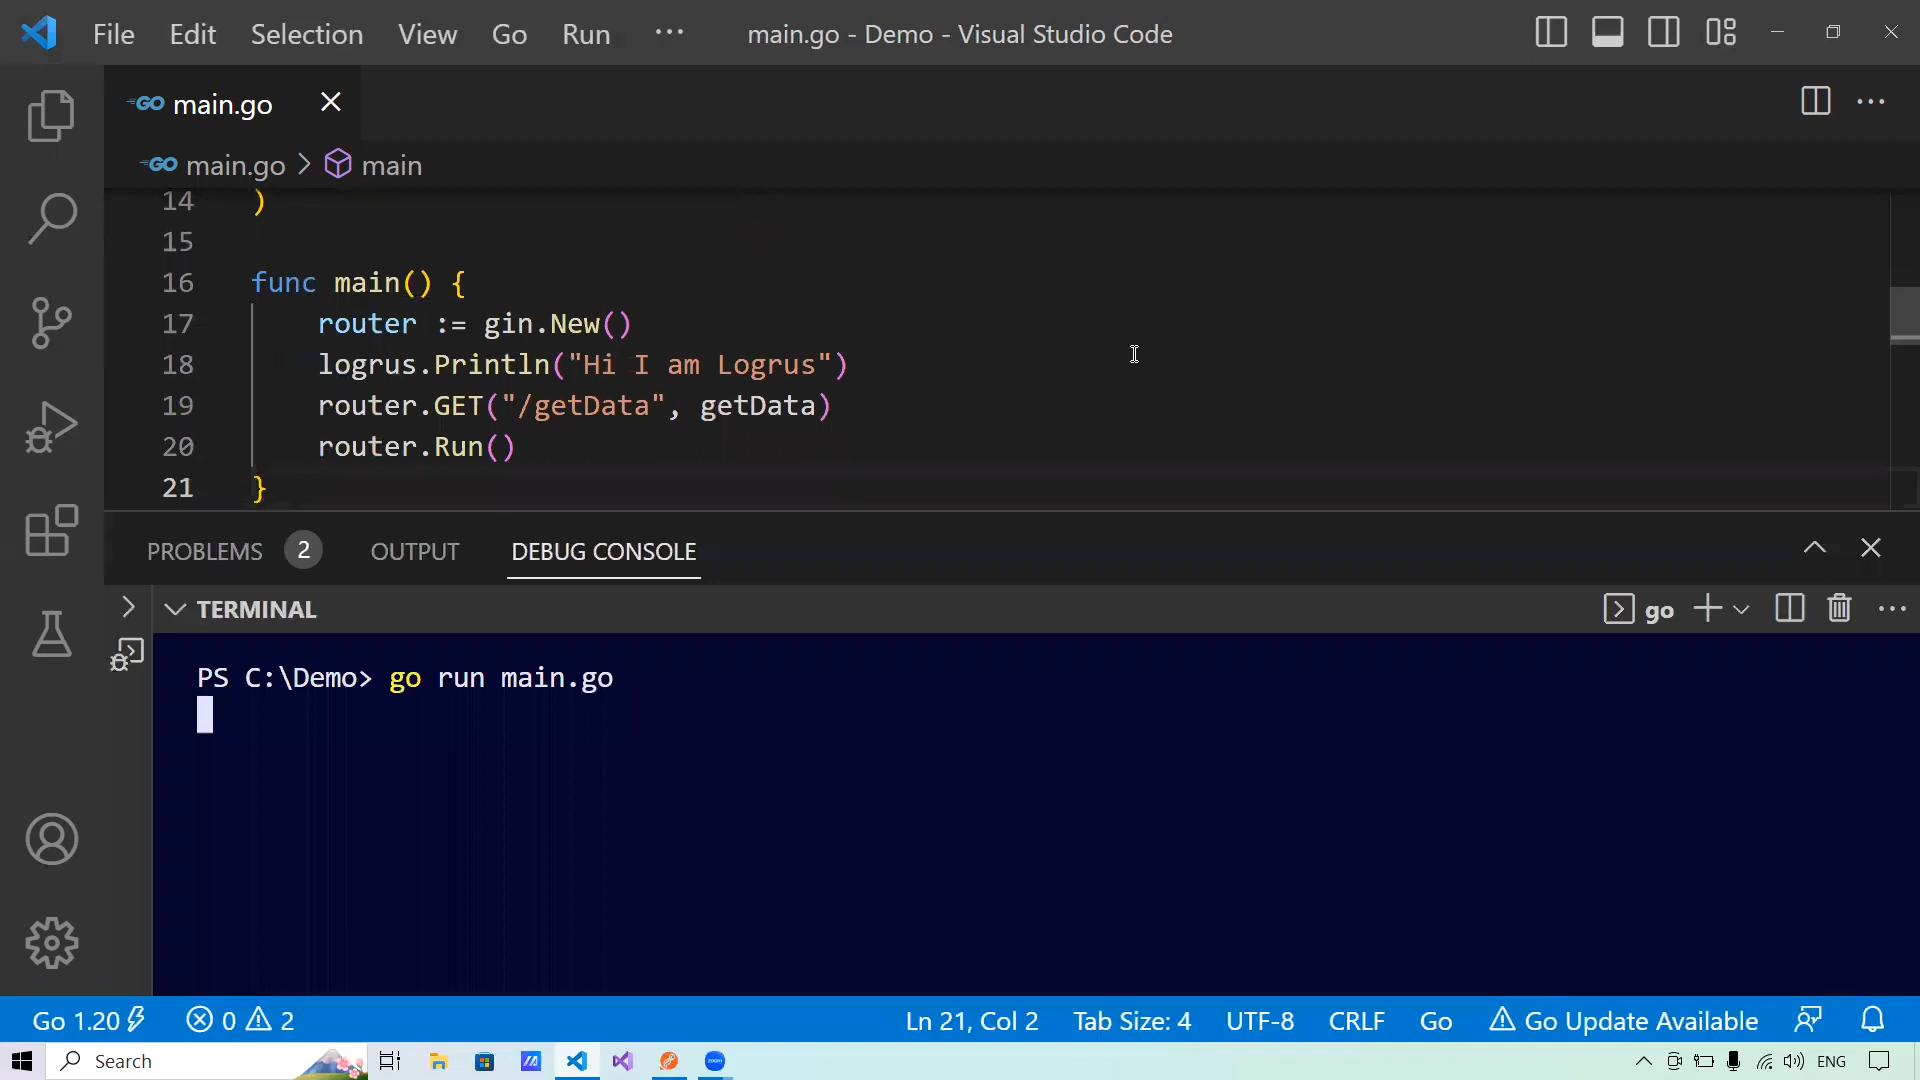 File Edit Selection View Go Run ··· main.go - Demo - Visual Studio Code
GO main.go
GO main.go > main
14 )
15
16 func main() {
17 router := gin.New()
18 logrus.Println("Hi I am Logrus")
19 router.GET("/getData", getData)
20 router.Run()
21 }
PROBLEMS 2 OUTPUT DEBUG CONSOLE
TERMINAL go
PS C:\Demo> go run main.go
Go 1.20 0 2 Ln 21, Col 2 Tab Size: 4 UTF-8 CRLF Go Go Update Available
Search zoom ENG